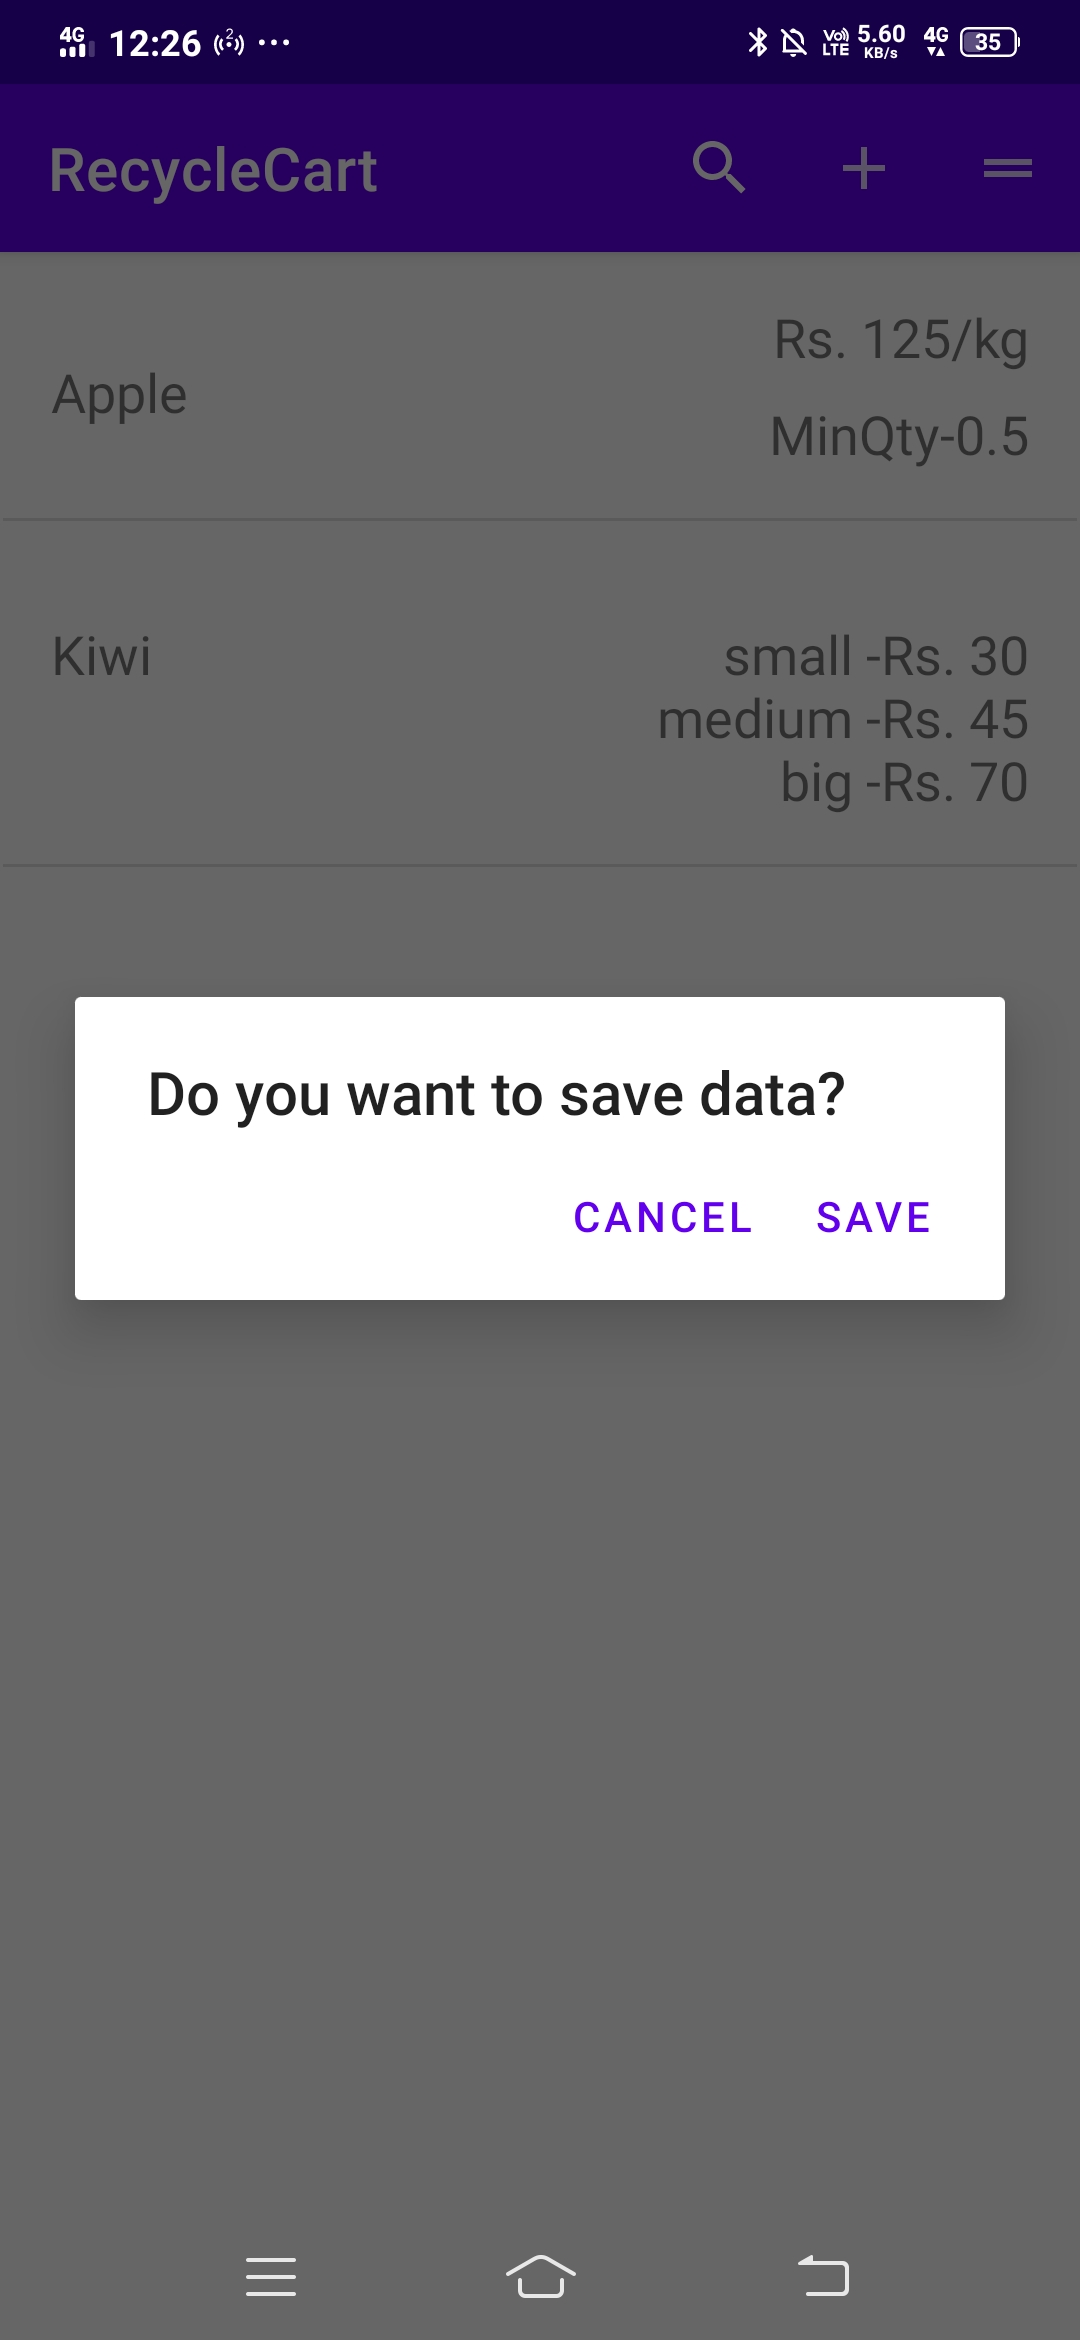 4G 12:26 2 ... Vo) LTE 5.60 KB/s 4G 35
RecycleCart
Rs. 125/kg
Apple
MinQty-0.5
Kiwi small -Rs. 30
medium -Rs. 45
big -Rs. 70
Do you want to save data?
CANCEL SAVE